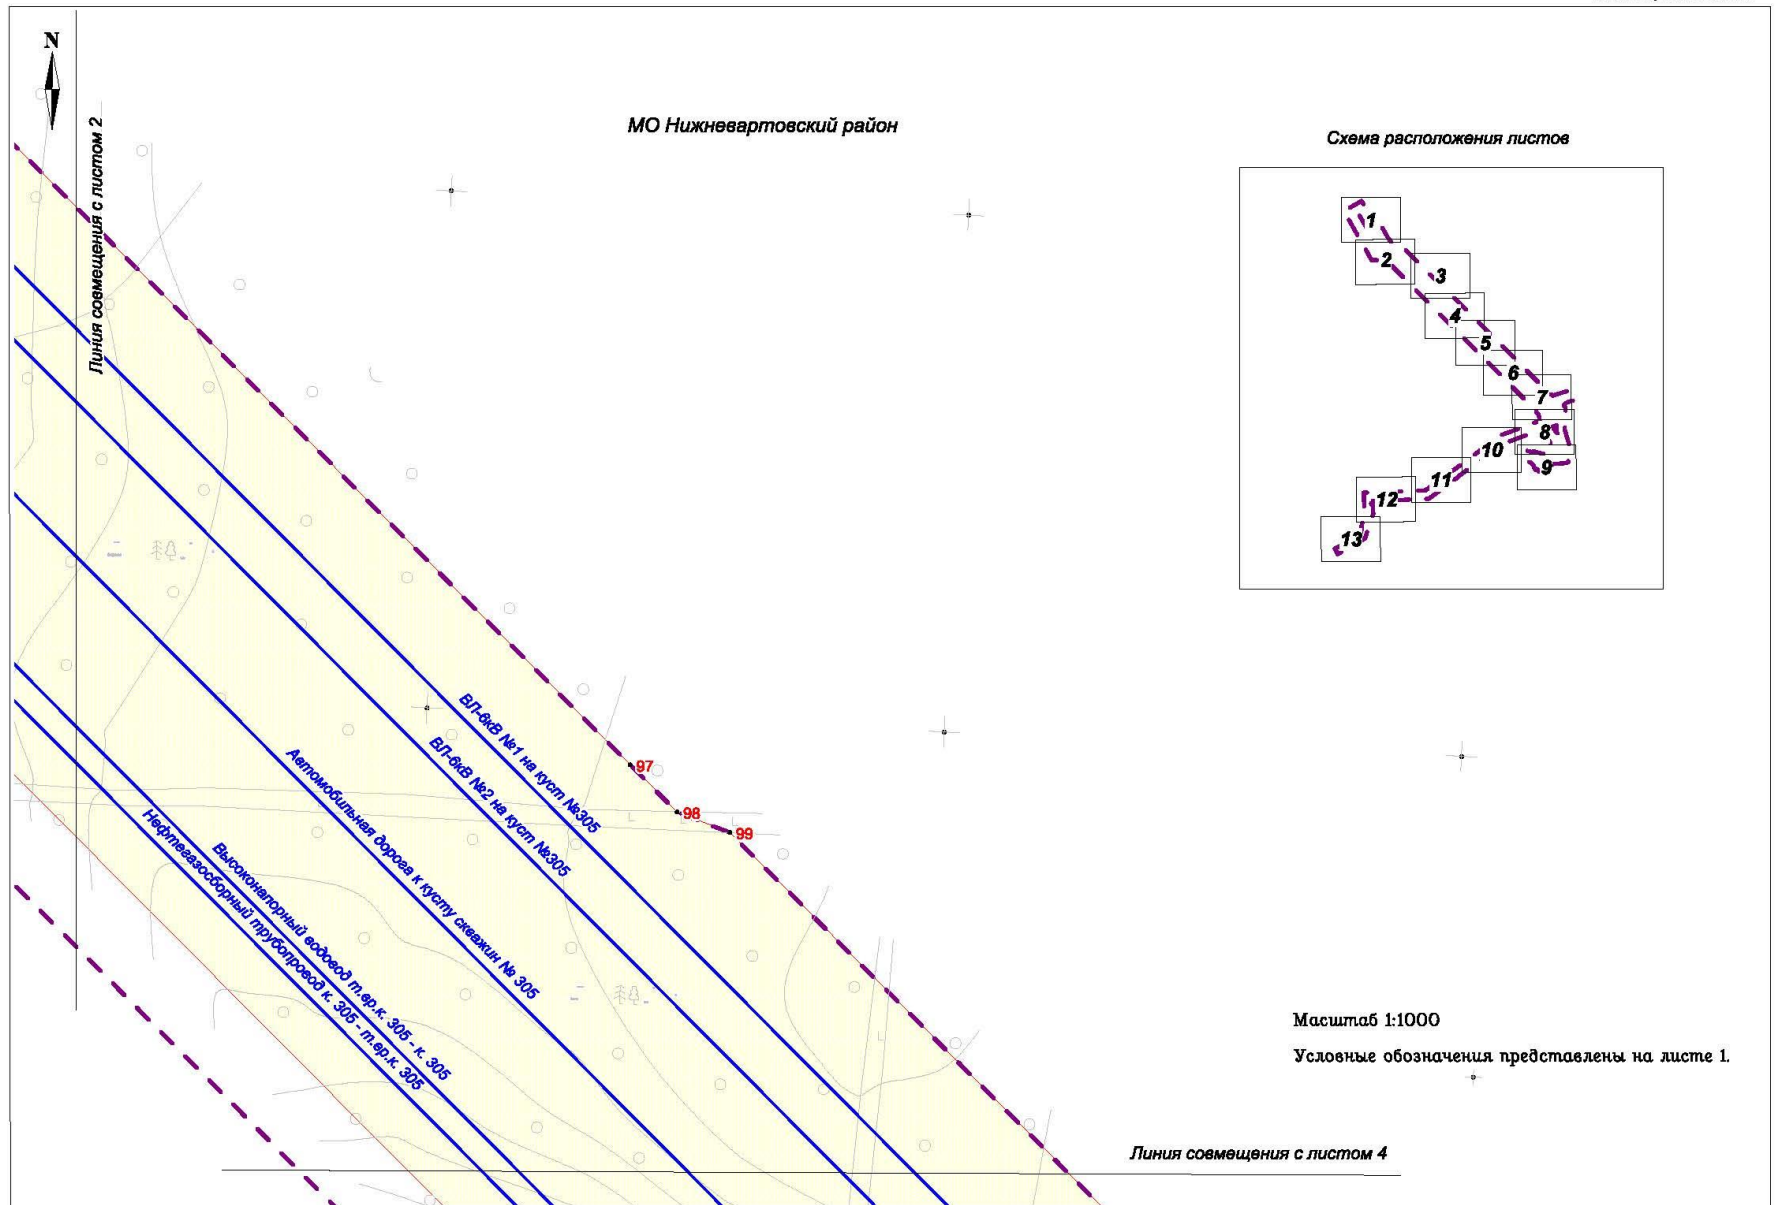 N
Линия совмещения с листом 2
МО Нижневартовский район
Схема расположения листов
1
2
3
4
5
6
7
8
9
10
11
12
13
97
98
99
ВЛ-6кВ №1 на куст №305
ВЛ-6кВ №2 на куст №305
Автомобильная дорога к кусту скважин № 305
Высоконапорный водовод т.вр.к. 305 - к. 305
Нефтегазосборный трубопровод к. 305 - т.вр.к. 305
Масштаб 1:1000
Условные обозначения представлены на листе 1.
Линия совмещения с листом 4